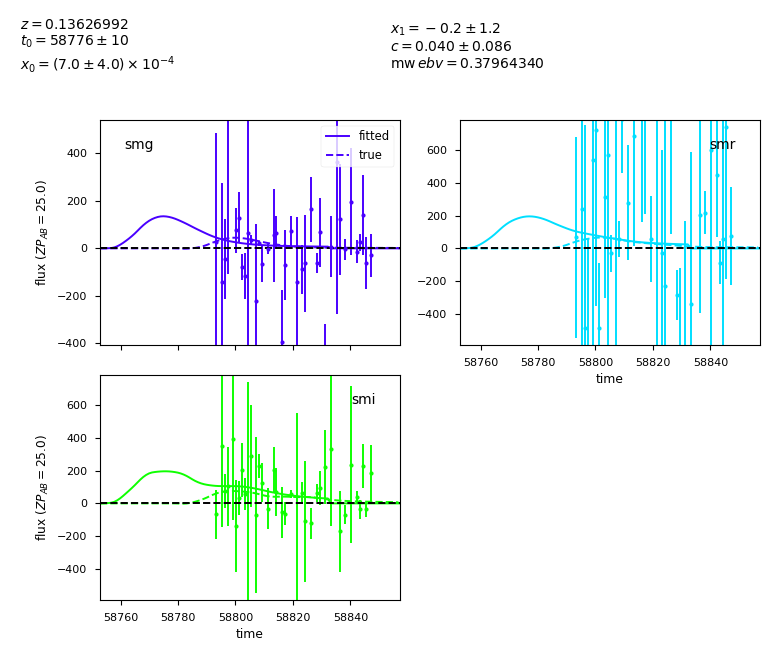 z = 0.13626992
t₀ = 58776 ± 10
x₀ = (7.0 ± 4.0) × 10⁻⁴
x₁ = −0.2 ± 1.2
c = 0.040 ± 0.086
mw ebv = 0.37964340
smg
fitted
true
400
200
0
−200
−400
flux (ZP_AB = 25.0)
smr
600
400
200
0
−200
−400
58760 58780 58800 58820 58840
time
smi
600
400
200
0
−200
−400
flux (ZP_AB = 25.0)
58760 58780 58800 58820 58840
time